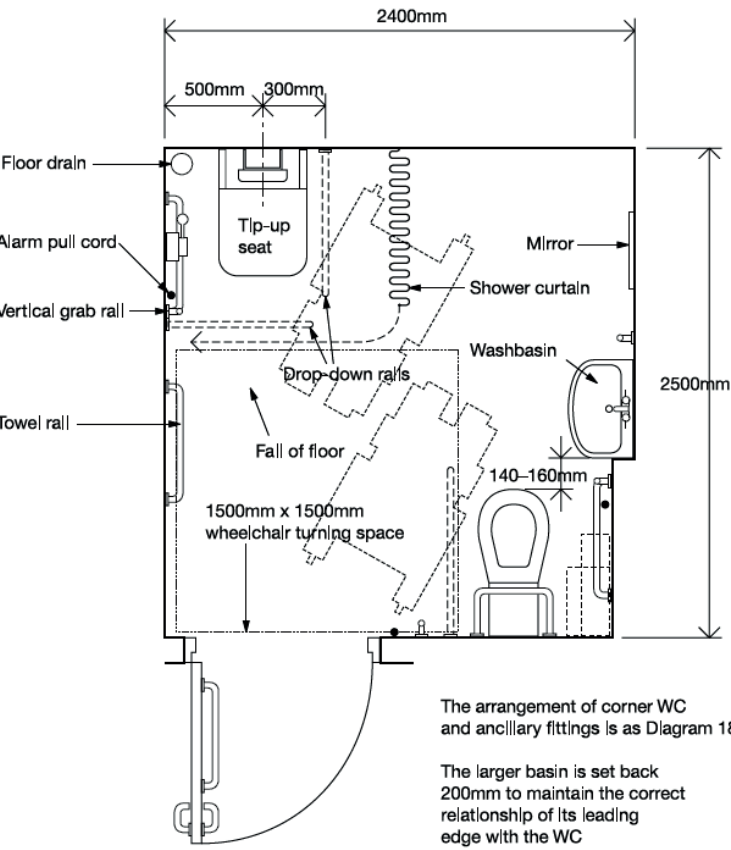 2400mm
500mm
300mm
Floor drain
Tip-up
seat
Alarm pull cord
Mirror
Vertical grab rail
Shower curtain
Washbasin
Drop-down rails
2500mm
Towel rail
Fall of floor
140–160mm
1500mm x 1500mm
wheelchair turning space
The arrangement of corner WC
and ancillary fittings is as Diagram 18
The larger basin is set back
200mm to maintain the correct
relationship of its leading
edge with the WC